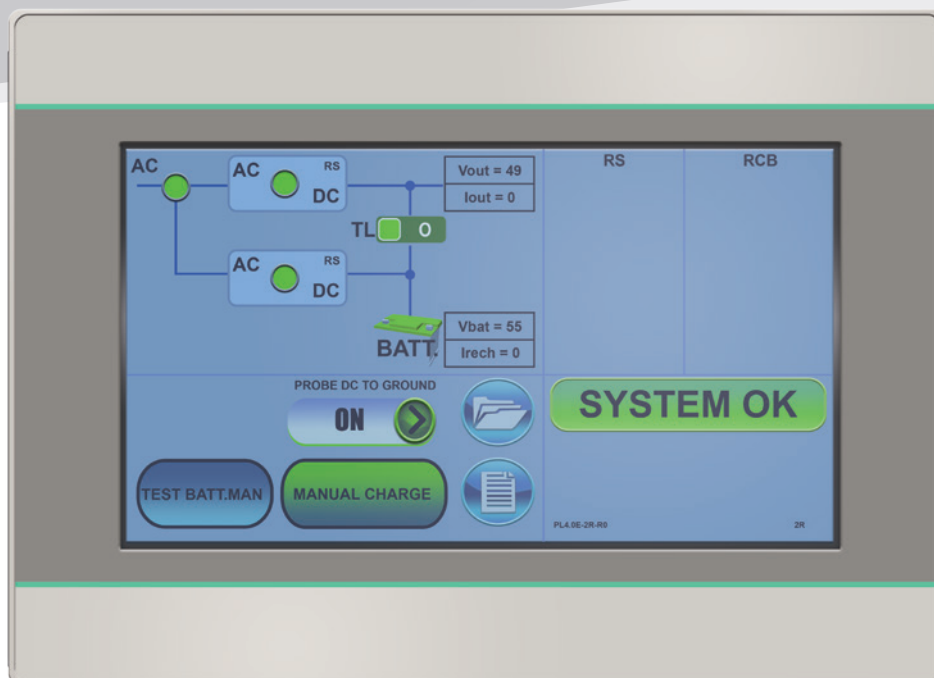 AC
AC
RS
DC
Vout = 49
Iout = 0
TL
O
AC
RS
DC
BATT.
Vbat = 55
Irech = 0
RS
RCB
PROBE DC TO GROUND
ON
SYSTEM OK
TEST BATT.MAN
MANUAL CHARGE
PL4.0E-2R-R0
2R